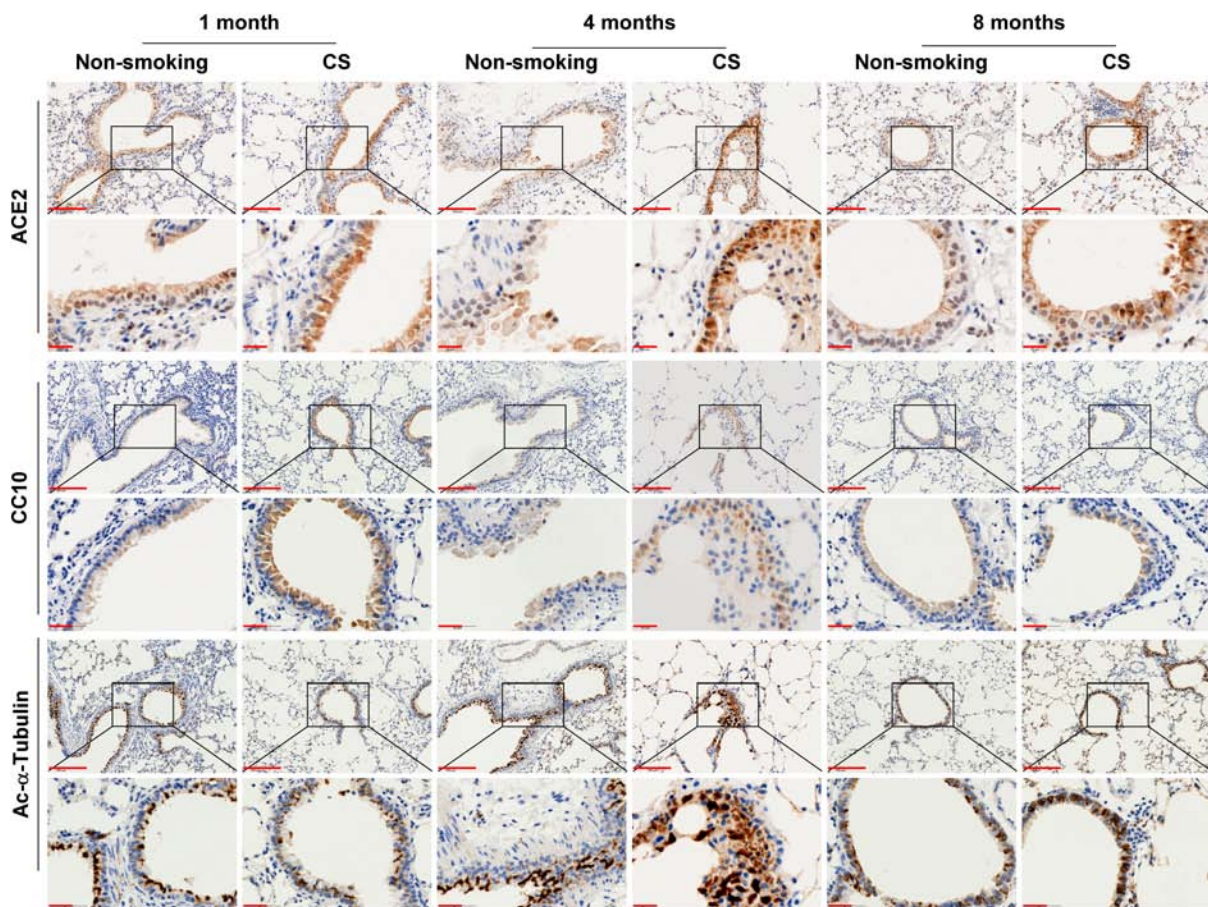 1 month 4 months 8 months
Non-smoking CS Non-smoking CS Non-smoking CS
ACE2
CC10
Ac-α-Tubulin